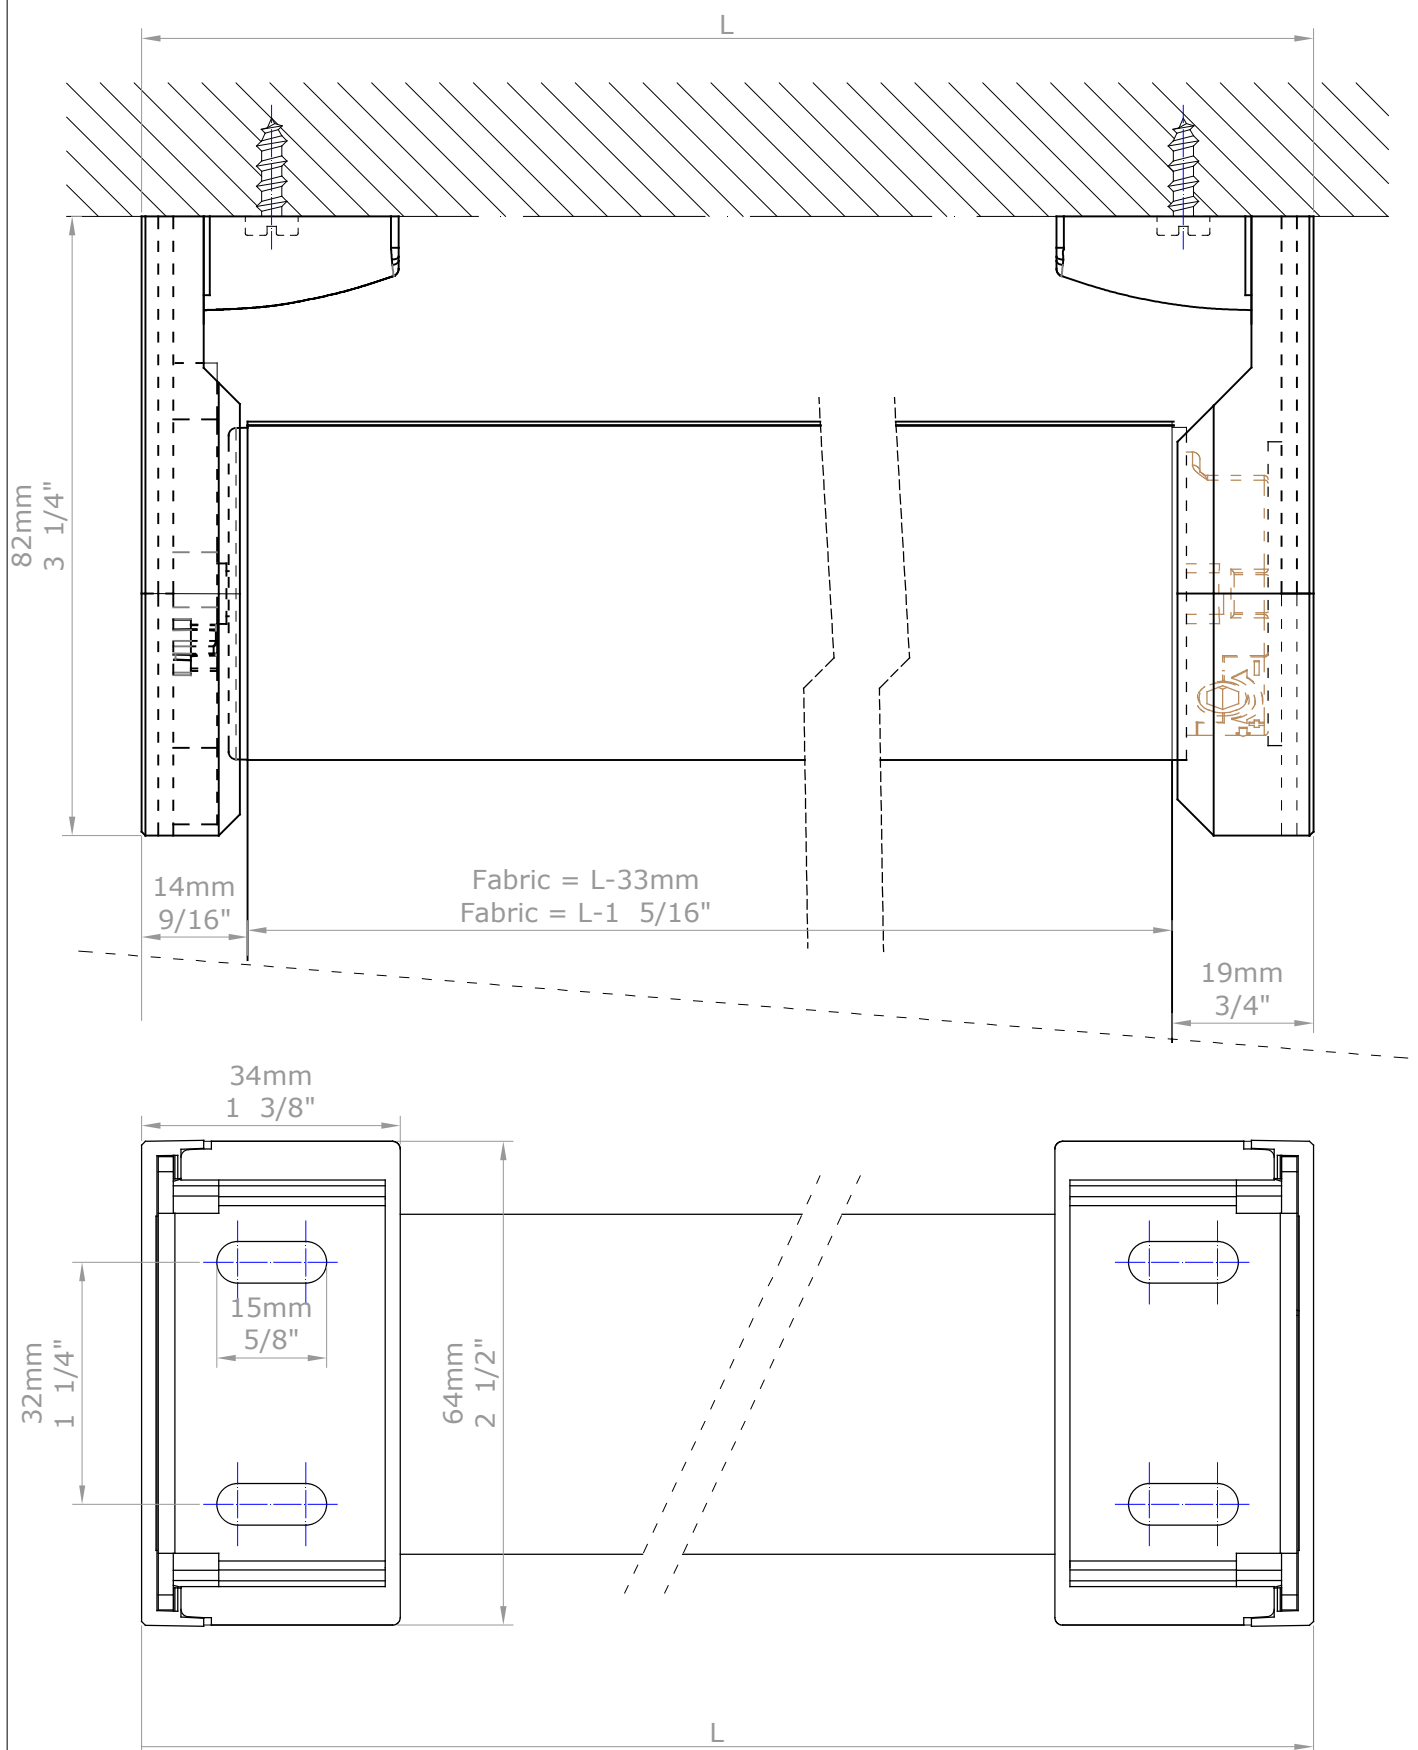 L
82mm
3 1/4"
14mm
9/16"
Fabric = L-33mm
Fabric = L-1 5/16"
19mm
3/4"
34mm
1 3/8"
15mm
5/8"
32mm
1 1/4"
64mm
2 1/2"
L